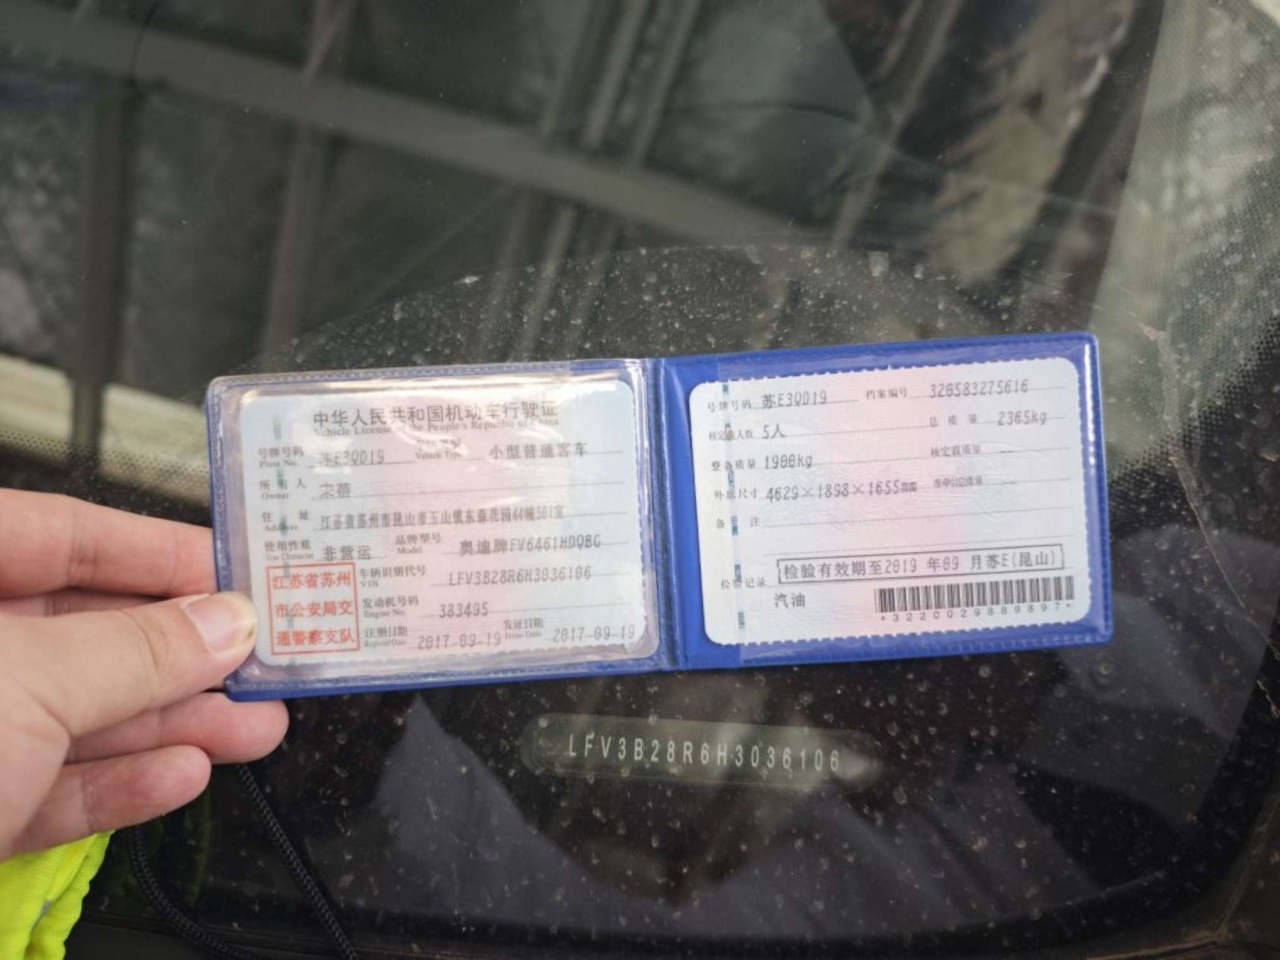 中华人民共和国机动车行驶证
Vehicle License of the People's Republic of China
号牌号码 苏E3QD19 车辆类型 小型普通客车
Plate No. Vehicle Type
所有人
Owner
住址 江苏省苏州市昆山市玉山镇东森花园44幢501室
Address
使用性质 非营运 品牌型号 奥迪牌FV6461HDQBG
Use Character Model
江苏省苏州
市公安局交
通警察支队
车辆识别代号 LFV3B28R6H3036106
VIN
发动机号码 383495
Engine No.
注册日期 2017-09-19 发证日期 2017-09-19
Register Date Issue Date
号牌号码 苏E3QD19 档案编号 320583275616
核定载人数 5人 总质量 2365kg
整备质量 1900kg 核定载质量 --
外廓尺寸 4629×1898×1655mm 准牵引总质量 --
备注
检验记录 检验有效期至2019年09月苏E(昆山)
汽油
*3220029889897*
LFV3B28R6H3036106